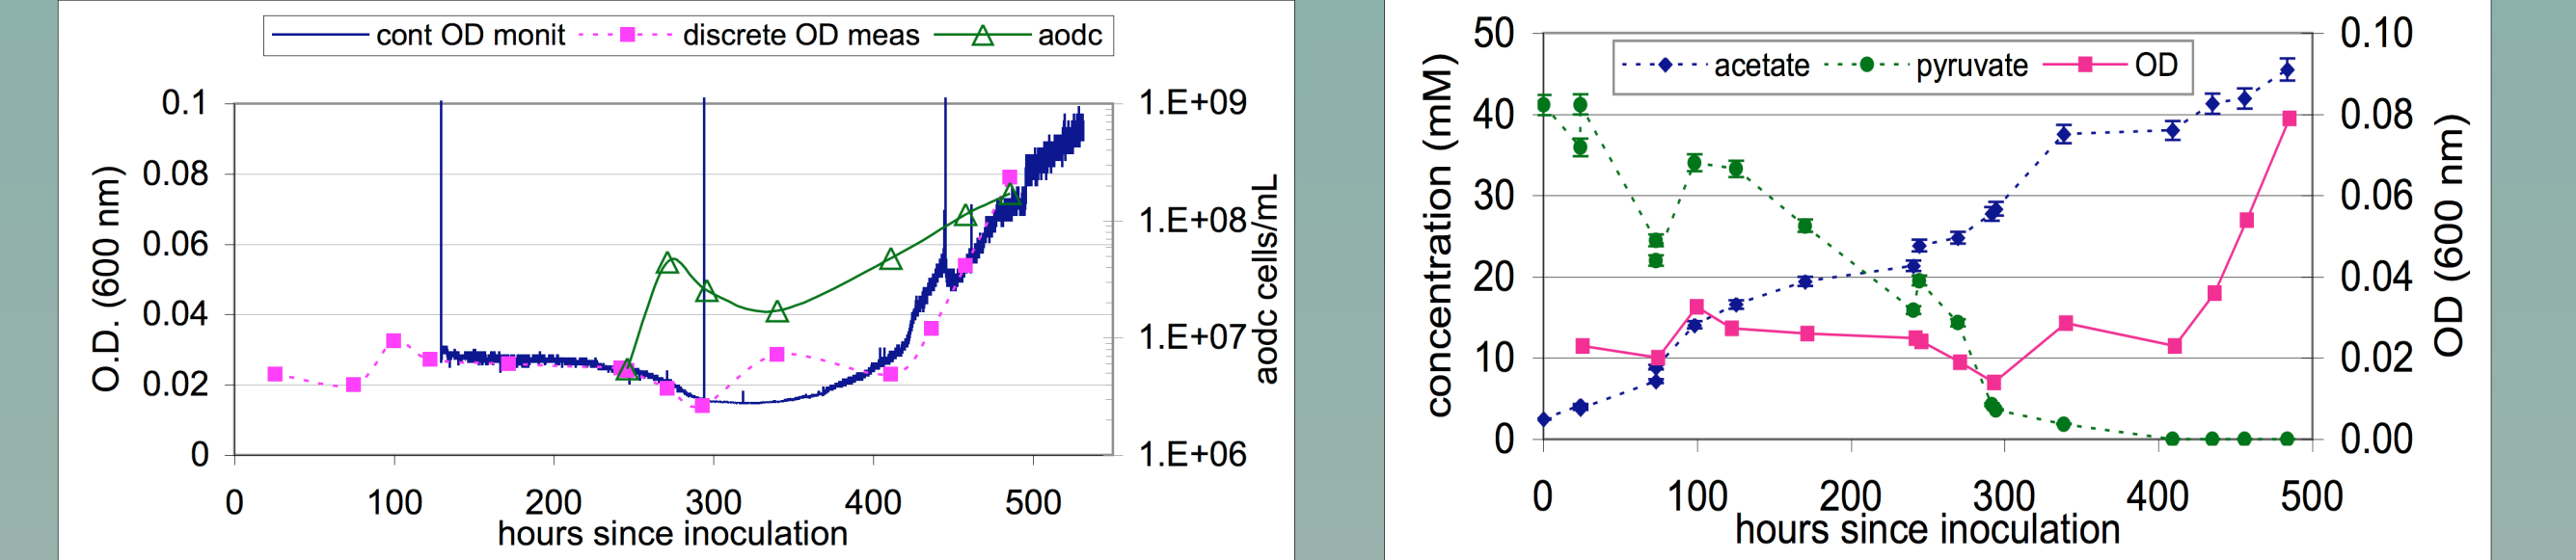 cont OD monit discrete OD meas aodc
0.1
0.08
0.06
0.04
0.02
0
O.D. (600 nm)
1.E+09
1.E+08
1.E+07
1.E+06
aodc cells/mL
0 100 200 300 400 500
hours since inoculation
acetate pyruvate OD
50
40
30
20
10
0
concentration (mM)
0.10
0.08
0.06
0.04
0.02
0.00
OD (600 nm)
0 100 200 300 400 500
hours since inoculation